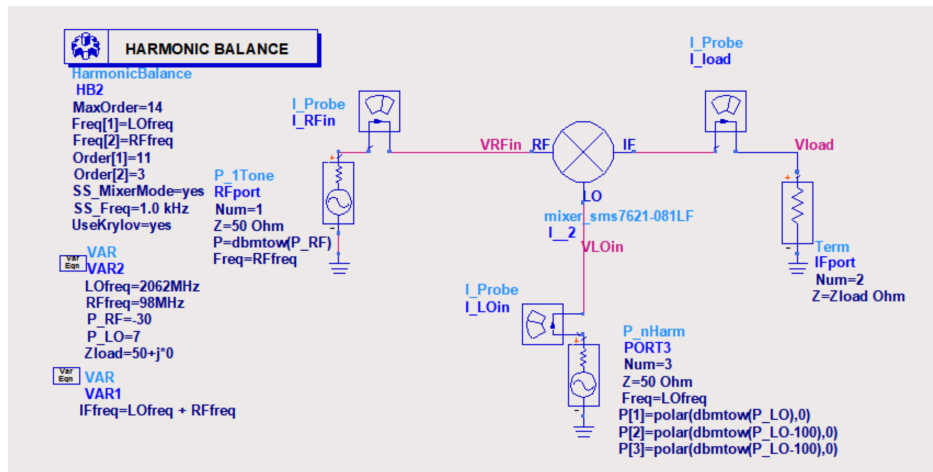 HARMONIC BALANCE
HarmonicBalance
HB2
MaxOrder=14
Freq[1]=LOfreq
Freq[2]=RFfreq
Order[1]=11
Order[2]=3
SS_MixerMode=yes
SS_Freq=1.0 kHz
UseKrylov=yes
Var
Eqn
VAR
VAR2
LOfreq=2062MHz
RFfreq=98MHz
P_RF=-30
P_LO=7
Zload=50+j*0
Var
Eqn
VAR
VAR1
IFfreq=LOfreq + RFfreq
I_Probe
I_RFin
P_1Tone
RFport
Num=1
Z=50 Ohm
P=dbmtow(P_RF)
Freq=RFfreq
VRFin
RF
IF
LO
mixer_sms7621-081LF
I__2
VLOin
I_Probe
I_LOin
P_nHarm
PORT3
Num=3
Z=50 Ohm
Freq=LOfreq
P[1]=polar(dbmtow(P_LO),0)
P[2]=polar(dbmtow(P_LO-100),0)
P[3]=polar(dbmtow(P_LO-100),0)
I_Probe
I_load
Vload
Term
IFport
Num=2
Z=Zload Ohm